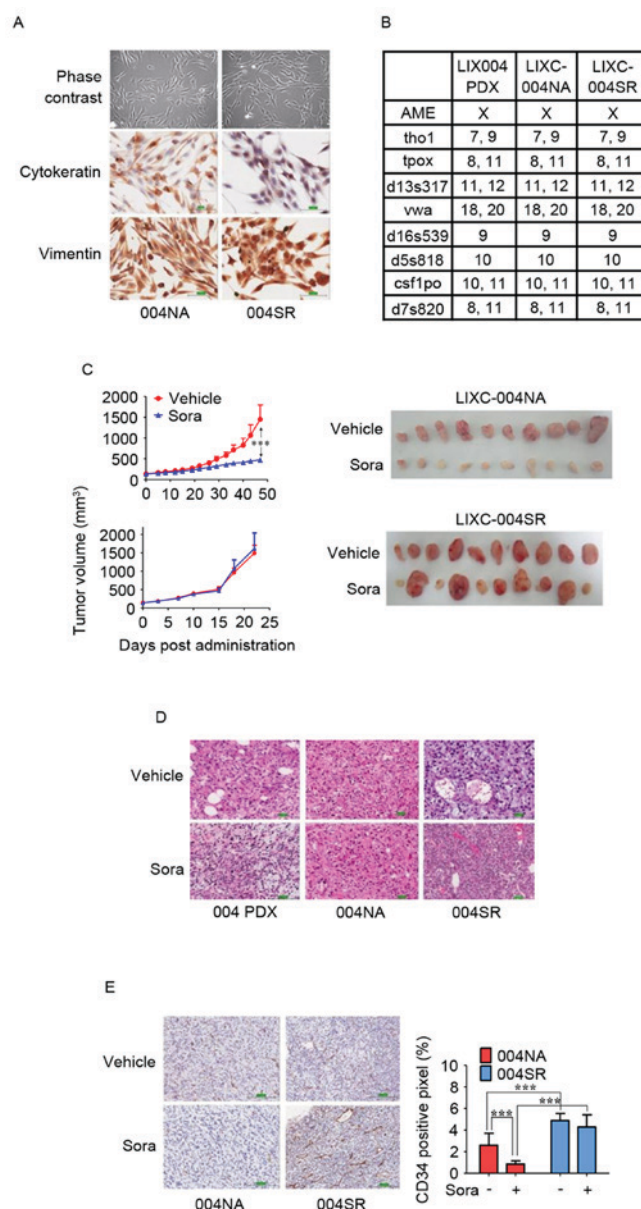 A
Phase
contrast
Cytokeratin
Vimentin
004NA 004SR
B
LIX004 PDX LIXC-004NA LIXC-004SR
AME X X X
tho1 7, 9 7, 9 7, 9
tpox 8, 11 8, 11 8, 11
d13s317 11, 12 11, 12 11, 12
vwa 18, 20 18, 20 18, 20
d16s539 9 9 9
d5s818 10 10 10
csf1po 10, 11 10, 11 10, 11
d7s820 8, 11 8, 11 8, 11
C
Tumor volume (mm³)
2000
1500
1000
500
0
Vehicle
Sora
***
0 10 20 30 40 50
2000
1500
1000
500
0
0 5 10 15 20 25
Days post administration
LIXC-004NA
Vehicle
Sora
LIXC-004SR
Vehicle
Sora
D
Vehicle
Sora
004 PDX 004NA 004SR
E
Vehicle
Sora
004NA 004SR
CD34 positive pixel (%)
10
8
6
4
2
0
004NA
004SR
***
*** ***
Sora - + - +